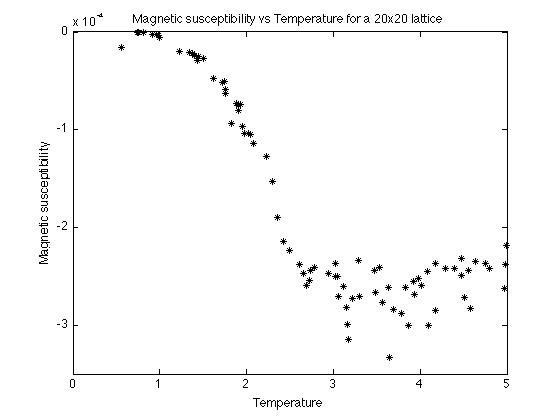 Magnetic susceptibility vs Temperature for a 20x20 lattice
x 10^-4
0
-1
-2
-3
Magnetic susceptibility
0 1 2 3 4 5
Temperature